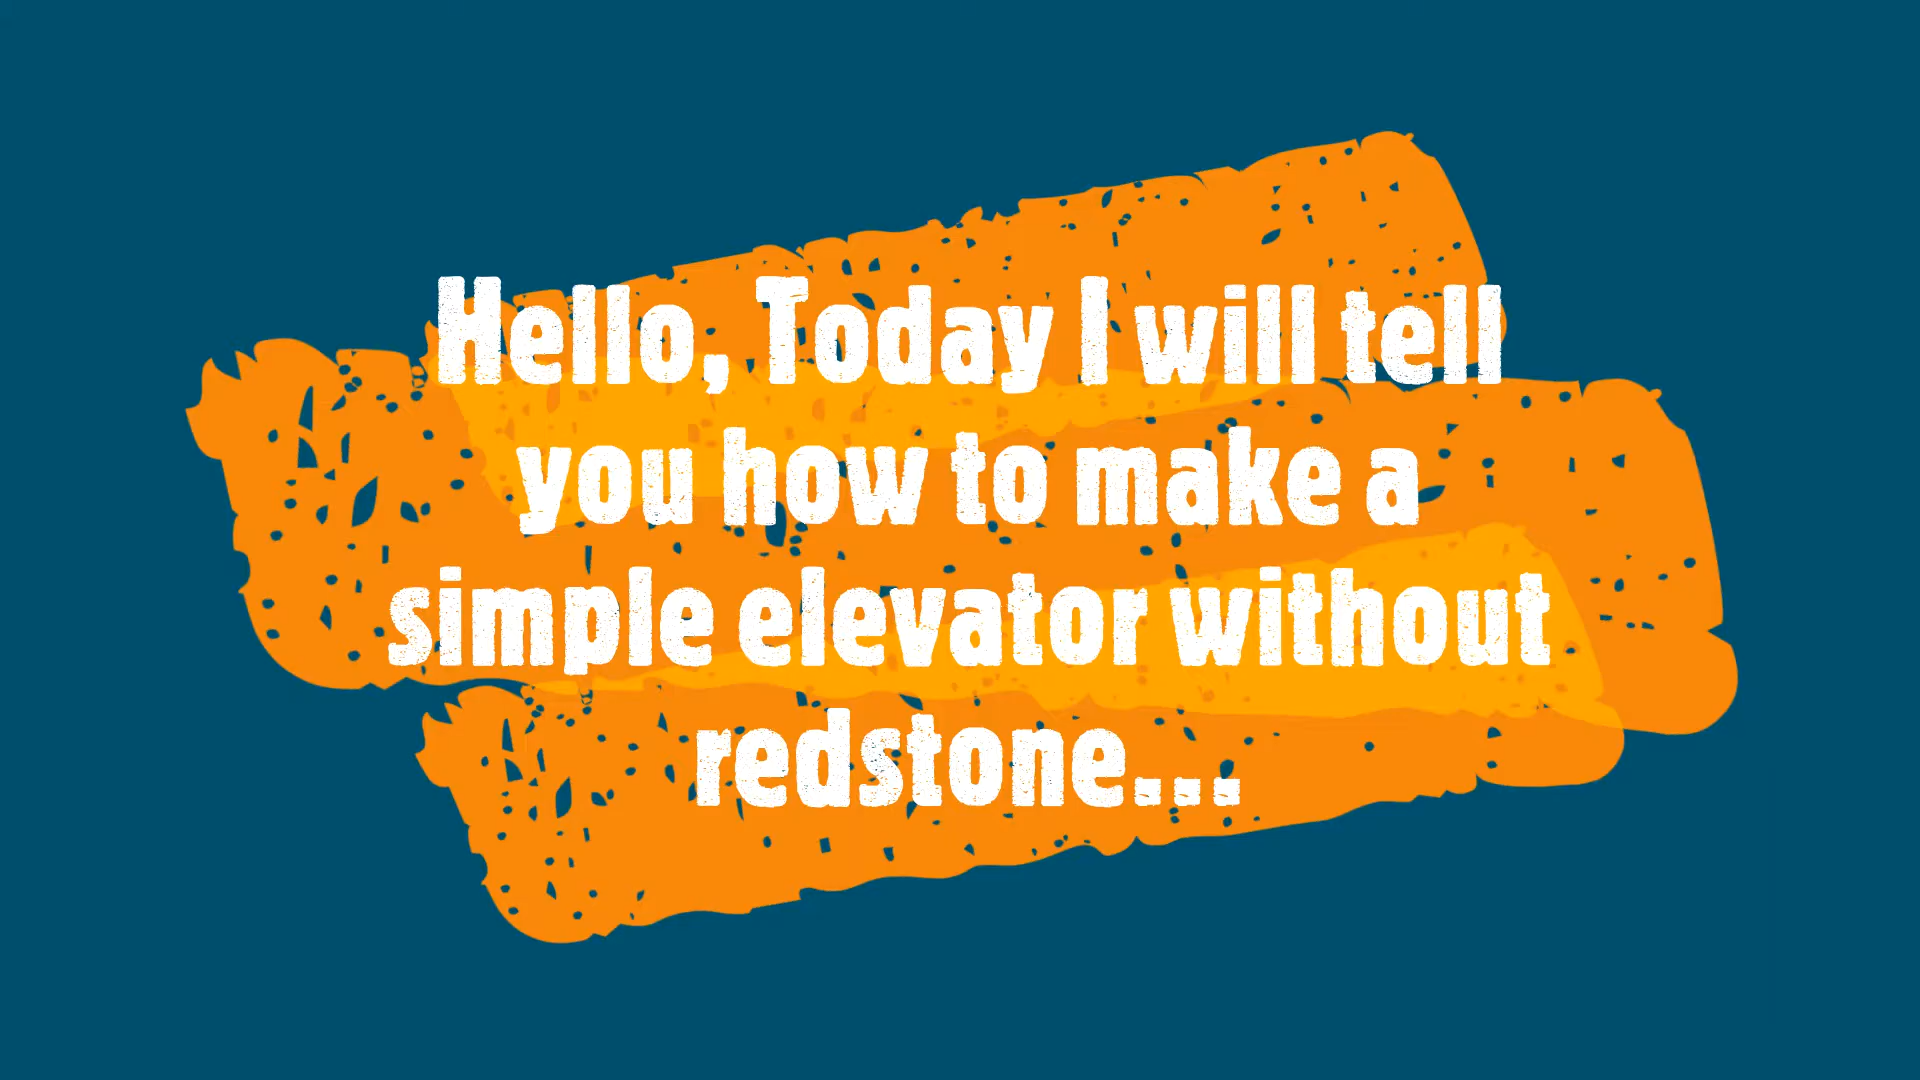 Hello, Today I will tell
you how to make a
simple elevator without
redstone...